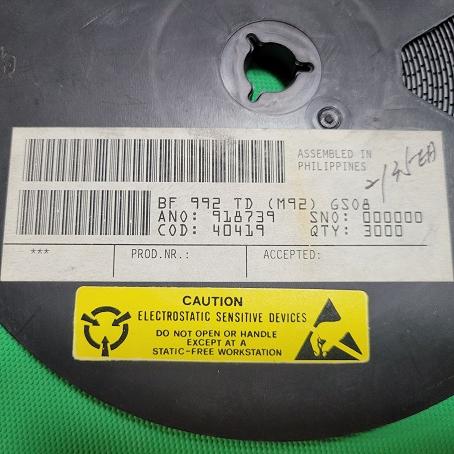 ASSEMBLED IN
PHILIPPINES
BF 992 TD (M92) GS08
ANO: 918739 SNO: 000000
COD: 40419 QTY: 3000
***
PROD.NR.:
ACCEPTED:
CAUTION
ELECTROSTATIC SENSITIVE DEVICES
DO NOT OPEN OR HANDLE
EXCEPT AT A
STATIC-FREE WORKSTATION